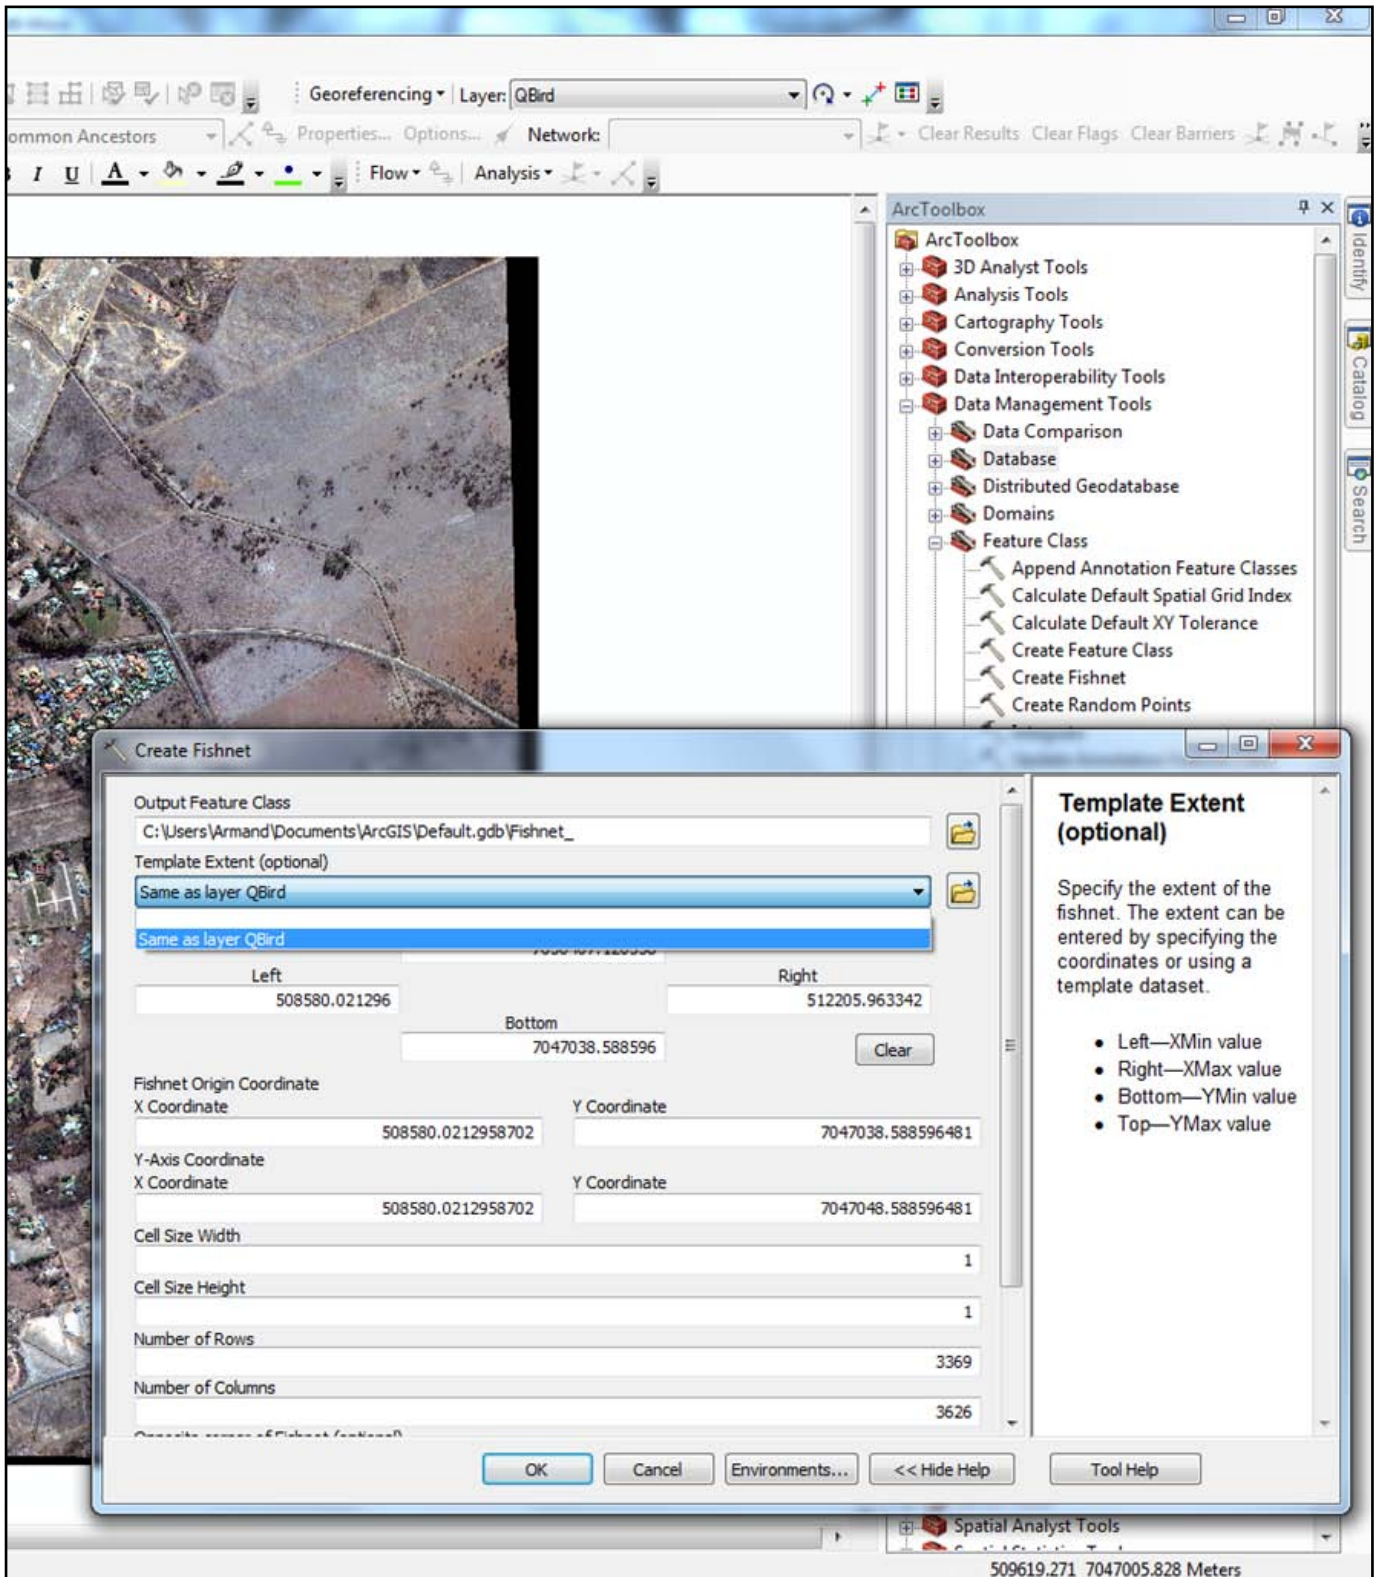 Georeferencing Layer: QBird
ommon Ancestors Properties... Options... Network: Clear Results Clear Flags Clear Barriers
I U A Flow Analysis
ArcToolbox
Identify
Catalog
Search
ArcToolbox
3D Analyst Tools
Analysis Tools
Cartography Tools
Conversion Tools
Data Interoperability Tools
Data Management Tools
Data Comparison
Database
Distributed Geodatabase
Domains
Feature Class
Append Annotation Feature Classes
Calculate Default Spatial Grid Index
Calculate Default XY Tolerance
Create Feature Class
Create Fishnet
Create Random Points
Create Fishnet
Output Feature Class
C:\Users\Armand\Documents\ArcGIS\Default.gdb\Fishnet_
Template Extent (optional)
Same as layer QBird
Same as layer QBird
Left Right
508580.021296 512205.963342
Bottom
7047038.588596 Clear
Fishnet Origin Coordinate
X Coordinate Y Coordinate
508580.0212958702 7047038.588596481
Y-Axis Coordinate
X Coordinate Y Coordinate
508580.0212958702 7047048.588596481
Cell Size Width
1
Cell Size Height
1
Number of Rows
3369
Number of Columns
3626
Opposite corner of Fishnet (optional)
OK Cancel Environments... << Hide Help Tool Help
Template Extent
(optional)
Specify the extent of the
fishnet. The extent can be
entered by specifying the
coordinates or using a
template dataset.
• Left—XMin value
• Right—XMax value
• Bottom—YMin value
• Top—YMax value
Spatial Analyst Tools
509619.271 7047005.828 Meters